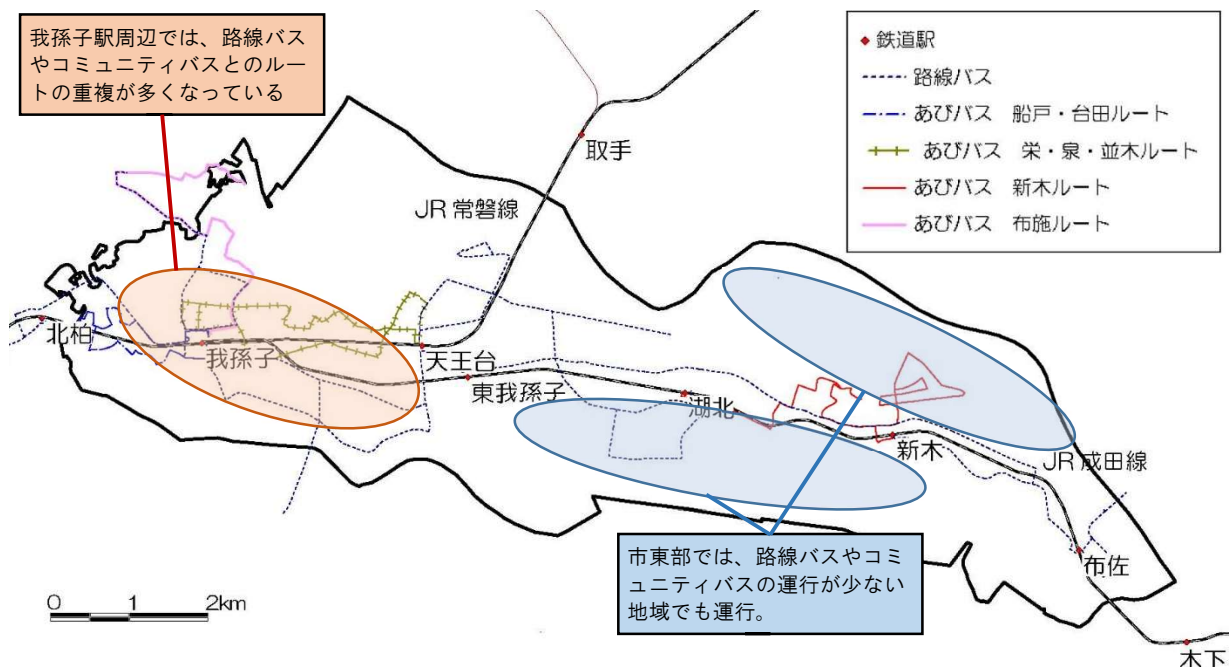 我孫子駅周辺では、路線バス
やコミュニティバスとのルー
トの重複が多くなっている
鉄道駅
路線バス
あびバス 船戸・台田ルート
あびバス 栄・泉・並木ルート
あびバス 新木ルート
あびバス 布施ルート
取手
JR常磐線
北柏
我孫子
天王台
東我孫子
湖北
新木
JR成田線
布佐
木下
市東部では、路線バスやコミ
ュニティバスの運行が少ない
地域でも運行。
0 1 2km